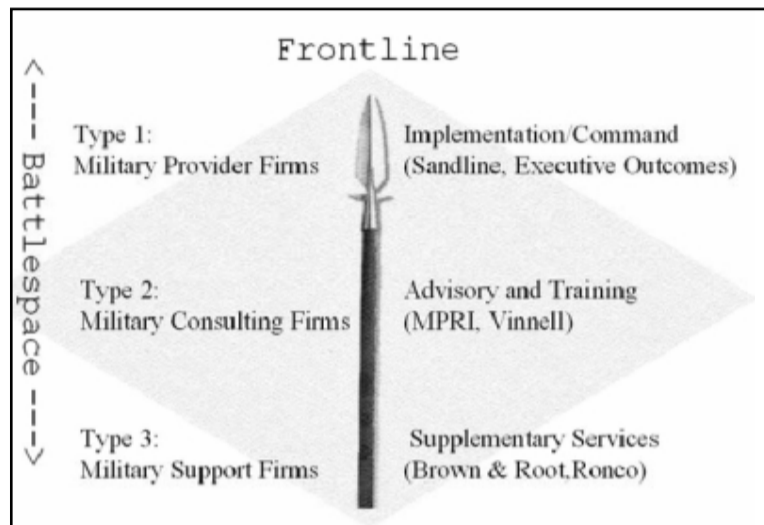 Frontline
<--- Battlespace --->
Type 1:
Military Provider Firms
Implementation/Command
(Sandline, Executive Outcomes)
Type 2:
Military Consulting Firms
Advisory and Training
(MPRI, Vinnell)
Type 3:
Military Support Firms
Supplementary Services
(Brown & Root,Ronco)